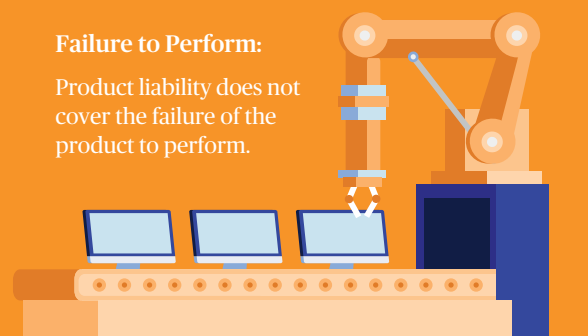 Failure to Perform:
Product liability does not
cover the failure of the
product to perform.